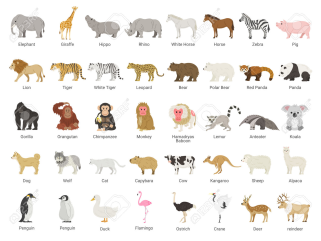 Elephant Giraffe Hippo Rhino White Horse Horse Zebra Pig
Lion Tiger White Tiger Leopard Bear Polar Bear Red Panda Panda
Gorilla Orangutan Chimpanzee Monkey Hamadryas Baboon Lemur Anteater Koala
Dog Wolf Cat Capybara Cow Kangaroo Sheep Alpaca
Penguin Penguin Duck Flamingo Ostrich Crane Deer reindeer